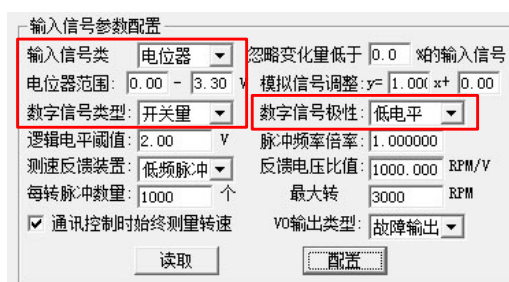 输入信号参数配置
输入信号类 电位器 忽略变化量低于 0.0 %的输入信号
电位器范围: 0.00 - 3.30 V 模拟信号调整: y= 1.00( x+ 0.00
数字信号类型: 开关量 数字信号极性: 低电平
逻辑电平阈值: 2.00 V 脉冲频率倍率: 1.000000
测速反馈装置: 低频脉冲 反馈电压比值: 1000.000 RPM/V
每转脉冲数量: 1000 个 最大转 3000 RPM
通讯控制时始终测量转速 VO输出类型: 故障输出
读取 配置